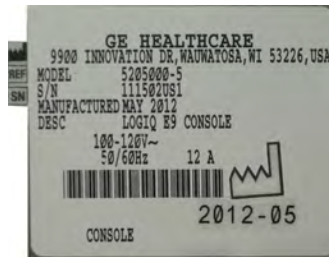 GE HEALTHCARE
9900 INNOVATION DR,WAUWATOSA,WI 53226,USA
REF
MODEL 5205000-5
SN
S/N 111502US1
MANUFACTURED MAY 2012
DESC LOGIQ E9 CONSOLE
100-120V~
50/60Hz 12 A
2012-05
CONSOLE